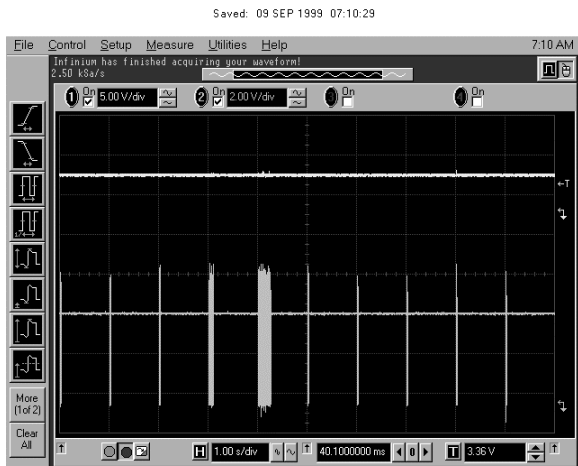 Saved: 09 SEP 1999 07:10:29
File Control Setup Measure Utilities Help 7:10 AM
Infinium has finished acquiring your waveform!
2.50 kSa/s
1 On 5.00 V/div 2 On 2.00 V/div 3 On 4 On
T
More
(1of 2)
Clear
All
H 1.00 s/div 40.1000000 ms 0 T 3.36 V